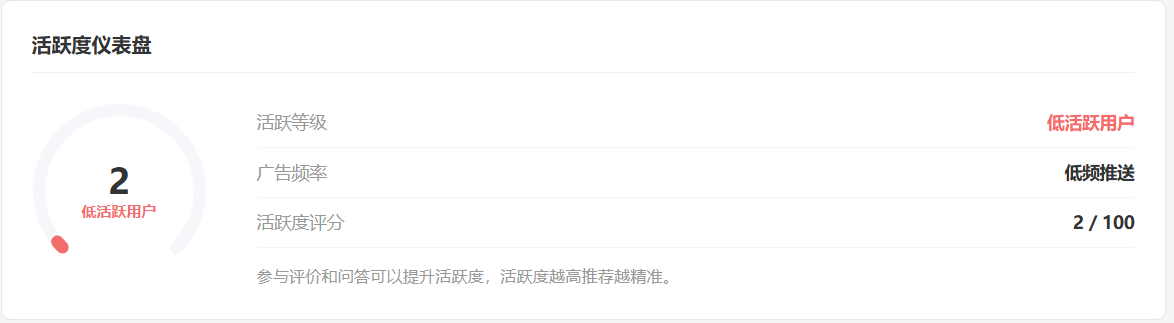 活跃度仪表盘
2
低活跃用户
活跃等级 低活跃用户
广告频率 低频推送
活跃度评分 2 / 100
参与评价和问答可以提升活跃度，活跃度越高推荐越精准。